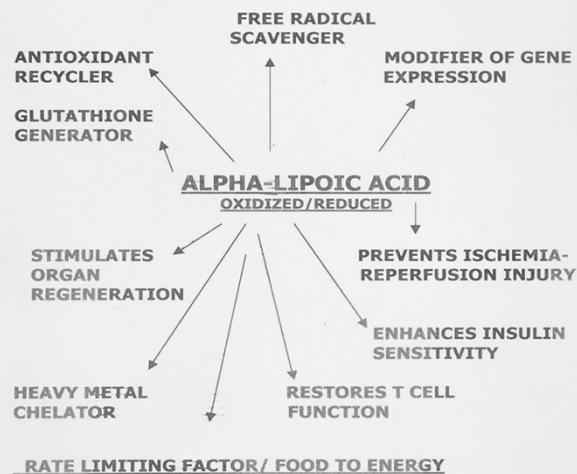 FREE RADICAL
SCAVENGER
ANTIOXIDANT
RECYCLER
MODIFIER OF GENE
EXPRESSION
GLUTATHIONE
GENERATOR
ALPHA-LIPOIC ACID
OXIDIZED/REDUCED
STIMULATES
ORGAN
REGENERATION
PREVENTS ISCHEMIA-
REPERFUSION INJURY
ENHANCES INSULIN
SENSITIVITY
HEAVY METAL
CHELATOR
RESTORES T CELL
FUNCTION
RATE LIMITING FACTOR/ FOOD TO ENERGY